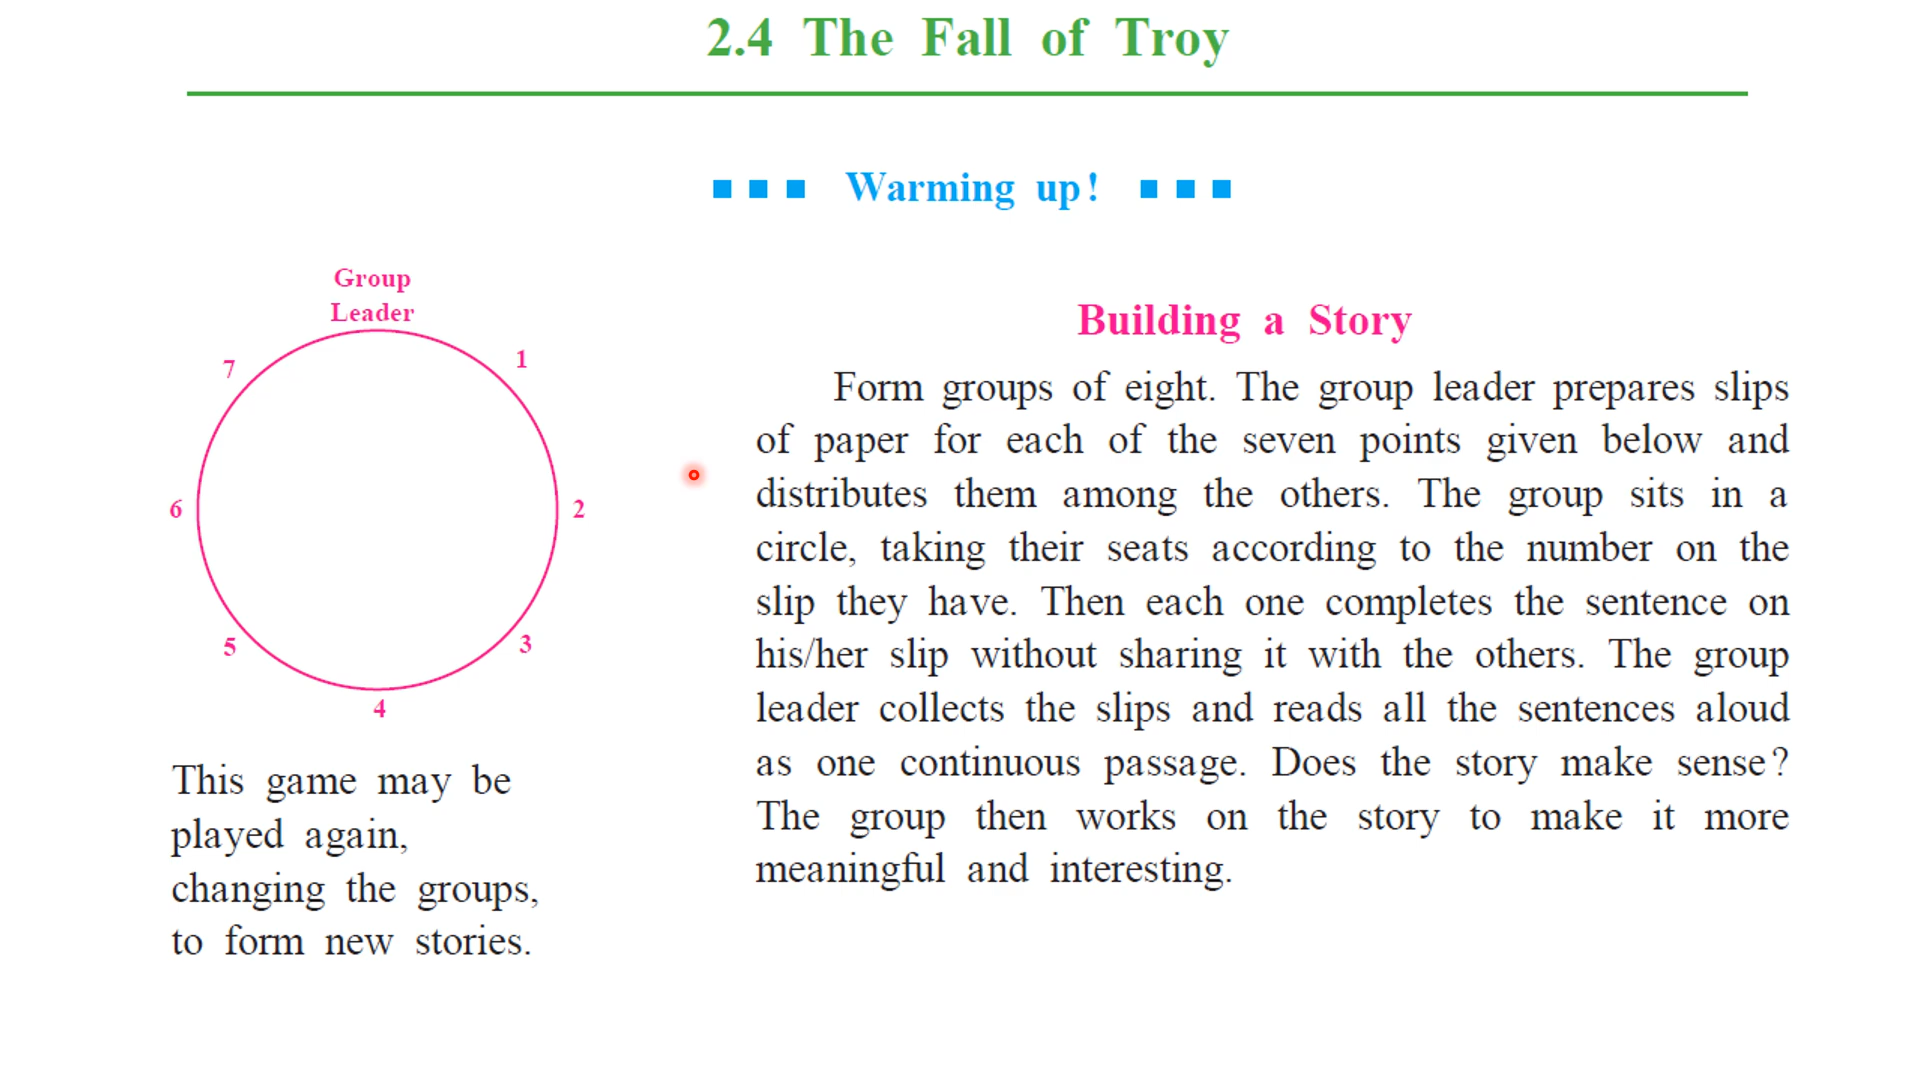 2.4 The Fall of Troy
Warming up!
Group
Leader
1
2
3
4
5
6
7
This game may be
played again,
changing the groups,
to form new stories.
Building a Story
Form groups of eight. The group leader prepares slips
of paper for each of the seven points given below and
distributes them among the others. The group sits in a
circle, taking their seats according to the number on the
slip they have. Then each one completes the sentence on
his/her slip without sharing it with the others. The group
leader collects the slips and reads all the sentences aloud
as one continuous passage. Does the story make sense?
The group then works on the story to make it more
meaningful and interesting.